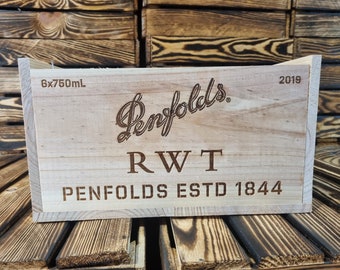 6x750mL 2019
Penfolds.
RWT
PENFOLDS ESTD 1844